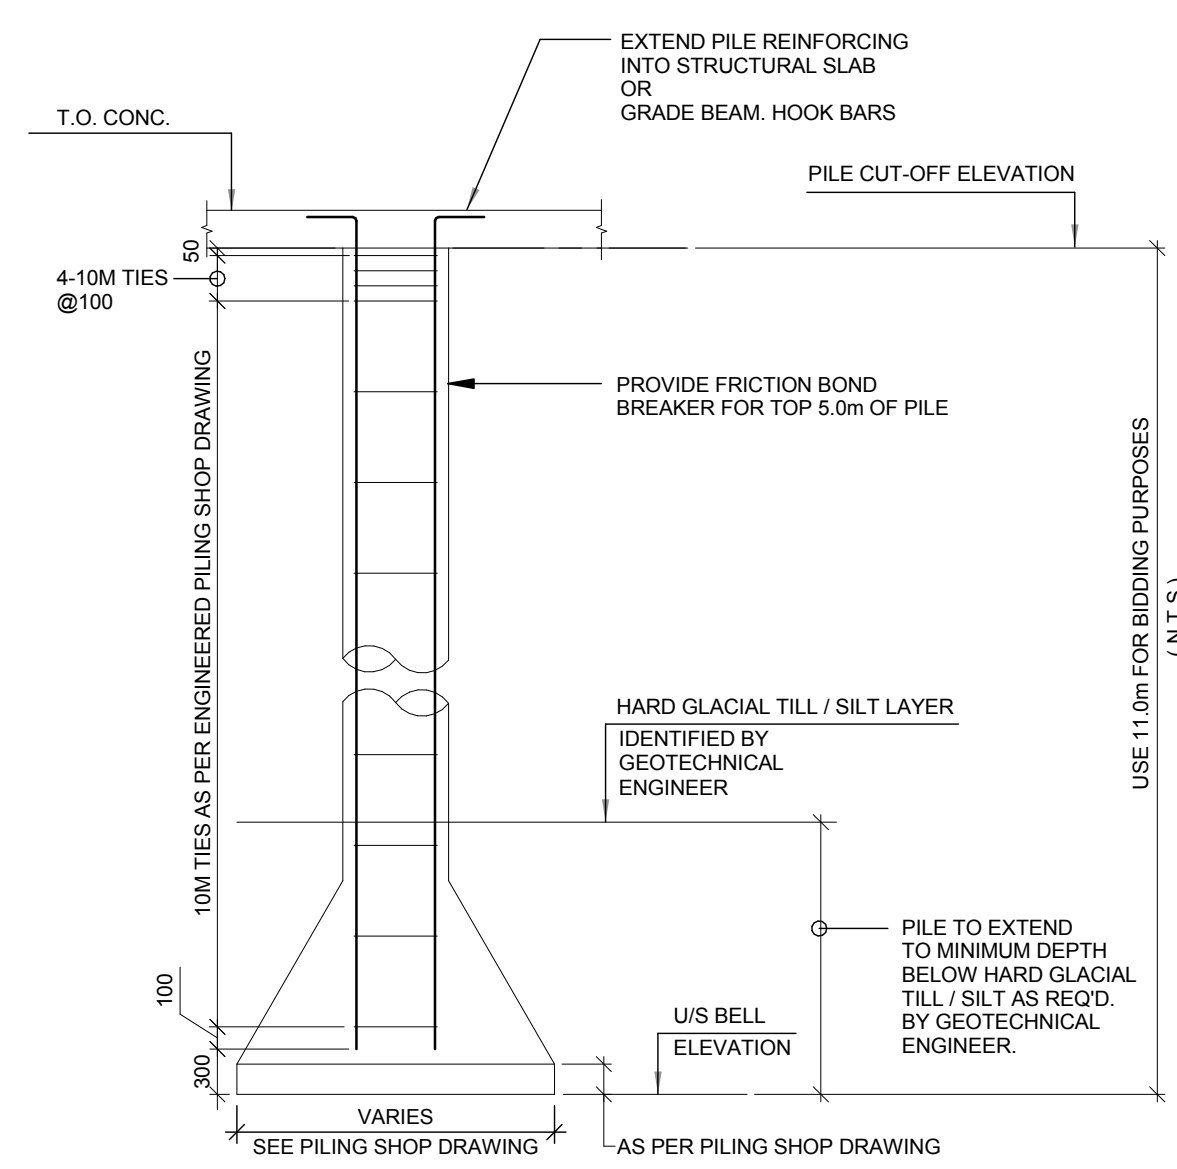 EXTEND PILE REINFORCING
INTO STRUCTURAL SLAB
OR
GRADE BEAM. HOOK BARS
T.O. CONC.
PILE CUT-OFF ELEVATION
50
4-10M TIES
@100
PROVIDE FRICTION BOND
BREAKER FOR TOP 5.0m OF PILE
10M TIES AS PER ENGINEERED PILING SHOP DRAWING
USE 11.0m FOR BIDDING PURPOSES
( N.T.S.)
HARD GLACIAL TILL / SILT LAYER
IDENTIFIED BY
GEOTECHNICAL
ENGINEER
PILE TO EXTEND
TO MINIMUM DEPTH
BELOW HARD GLACIAL
TILL / SILT AS REQ'D.
BY GEOTECHNICAL
ENGINEER.
100
U/S BELL
ELEVATION
300
VARIES
SEE PILING SHOP DRAWING
AS PER PILING SHOP DRAWING